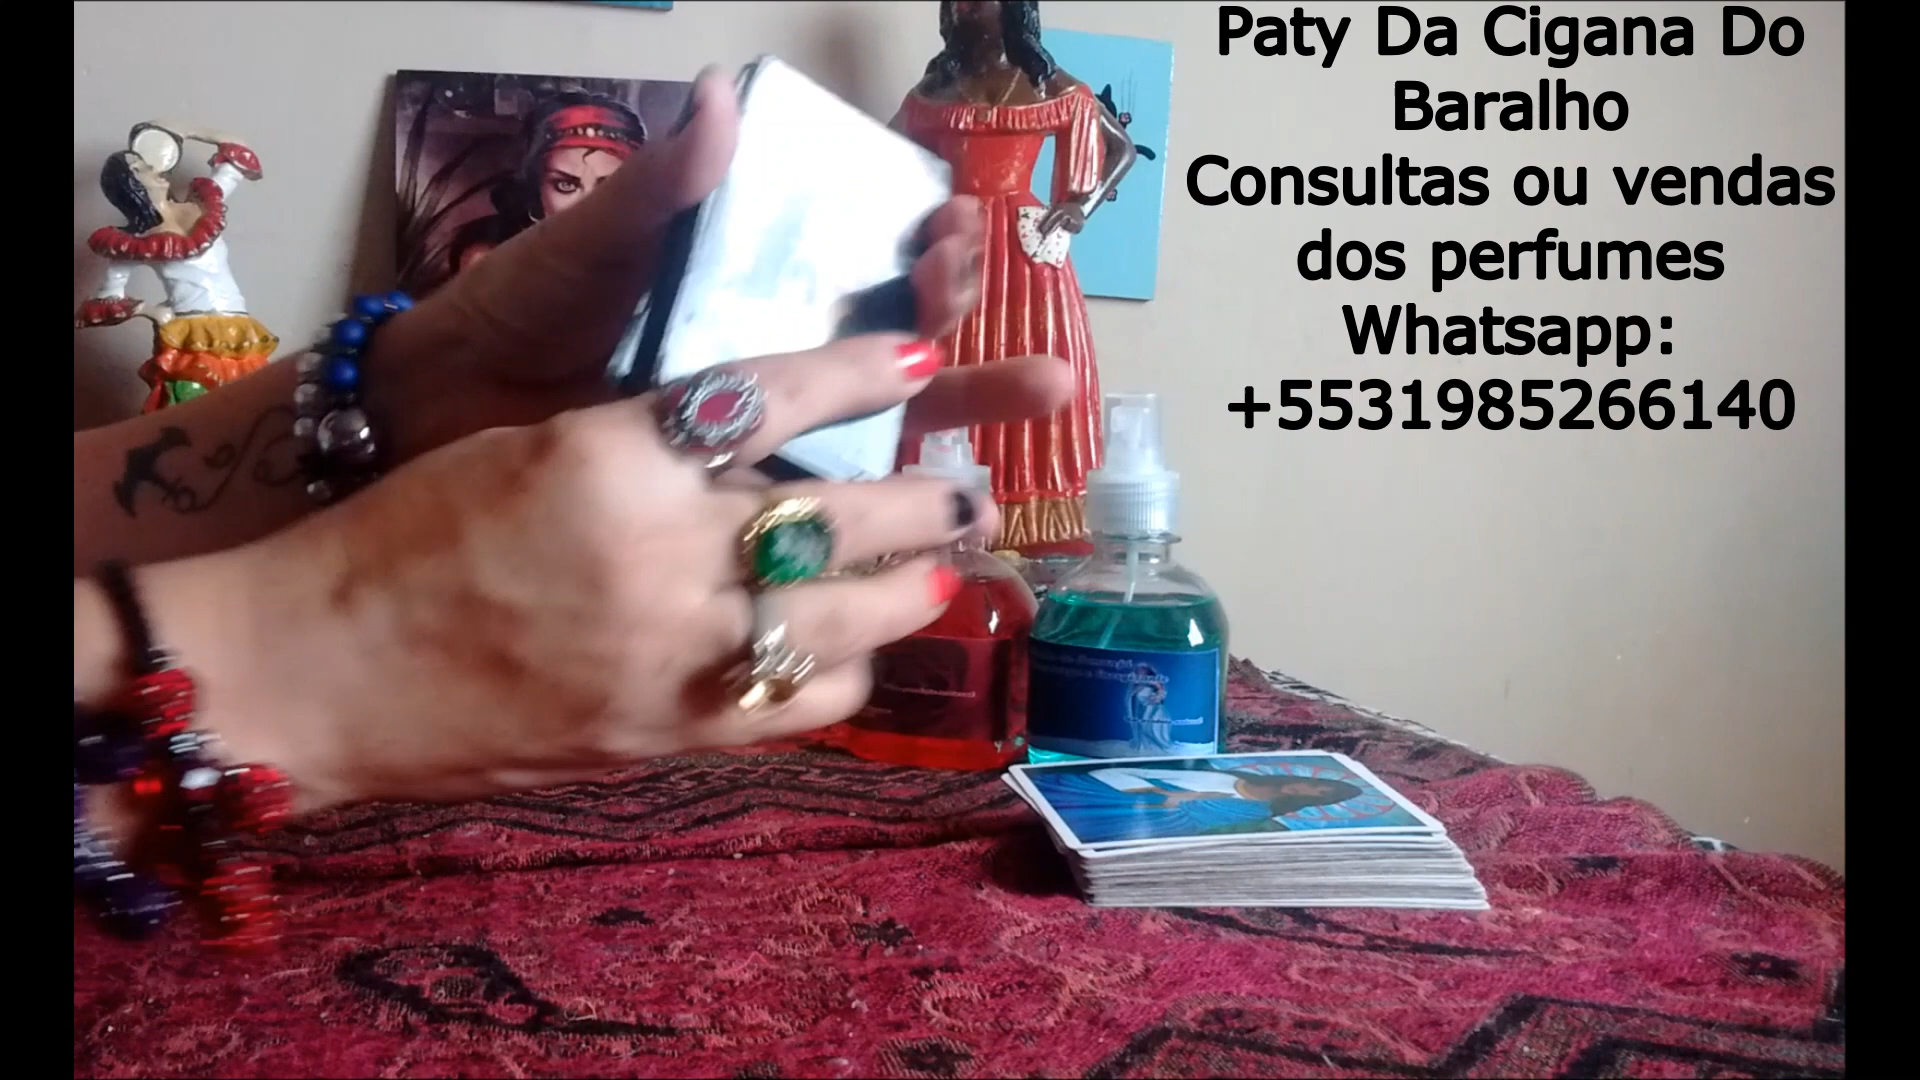 Paty Da Cigana Do
Baralho
Consultas ou vendas
dos perfumes
Whatsapp:
+5531985266140